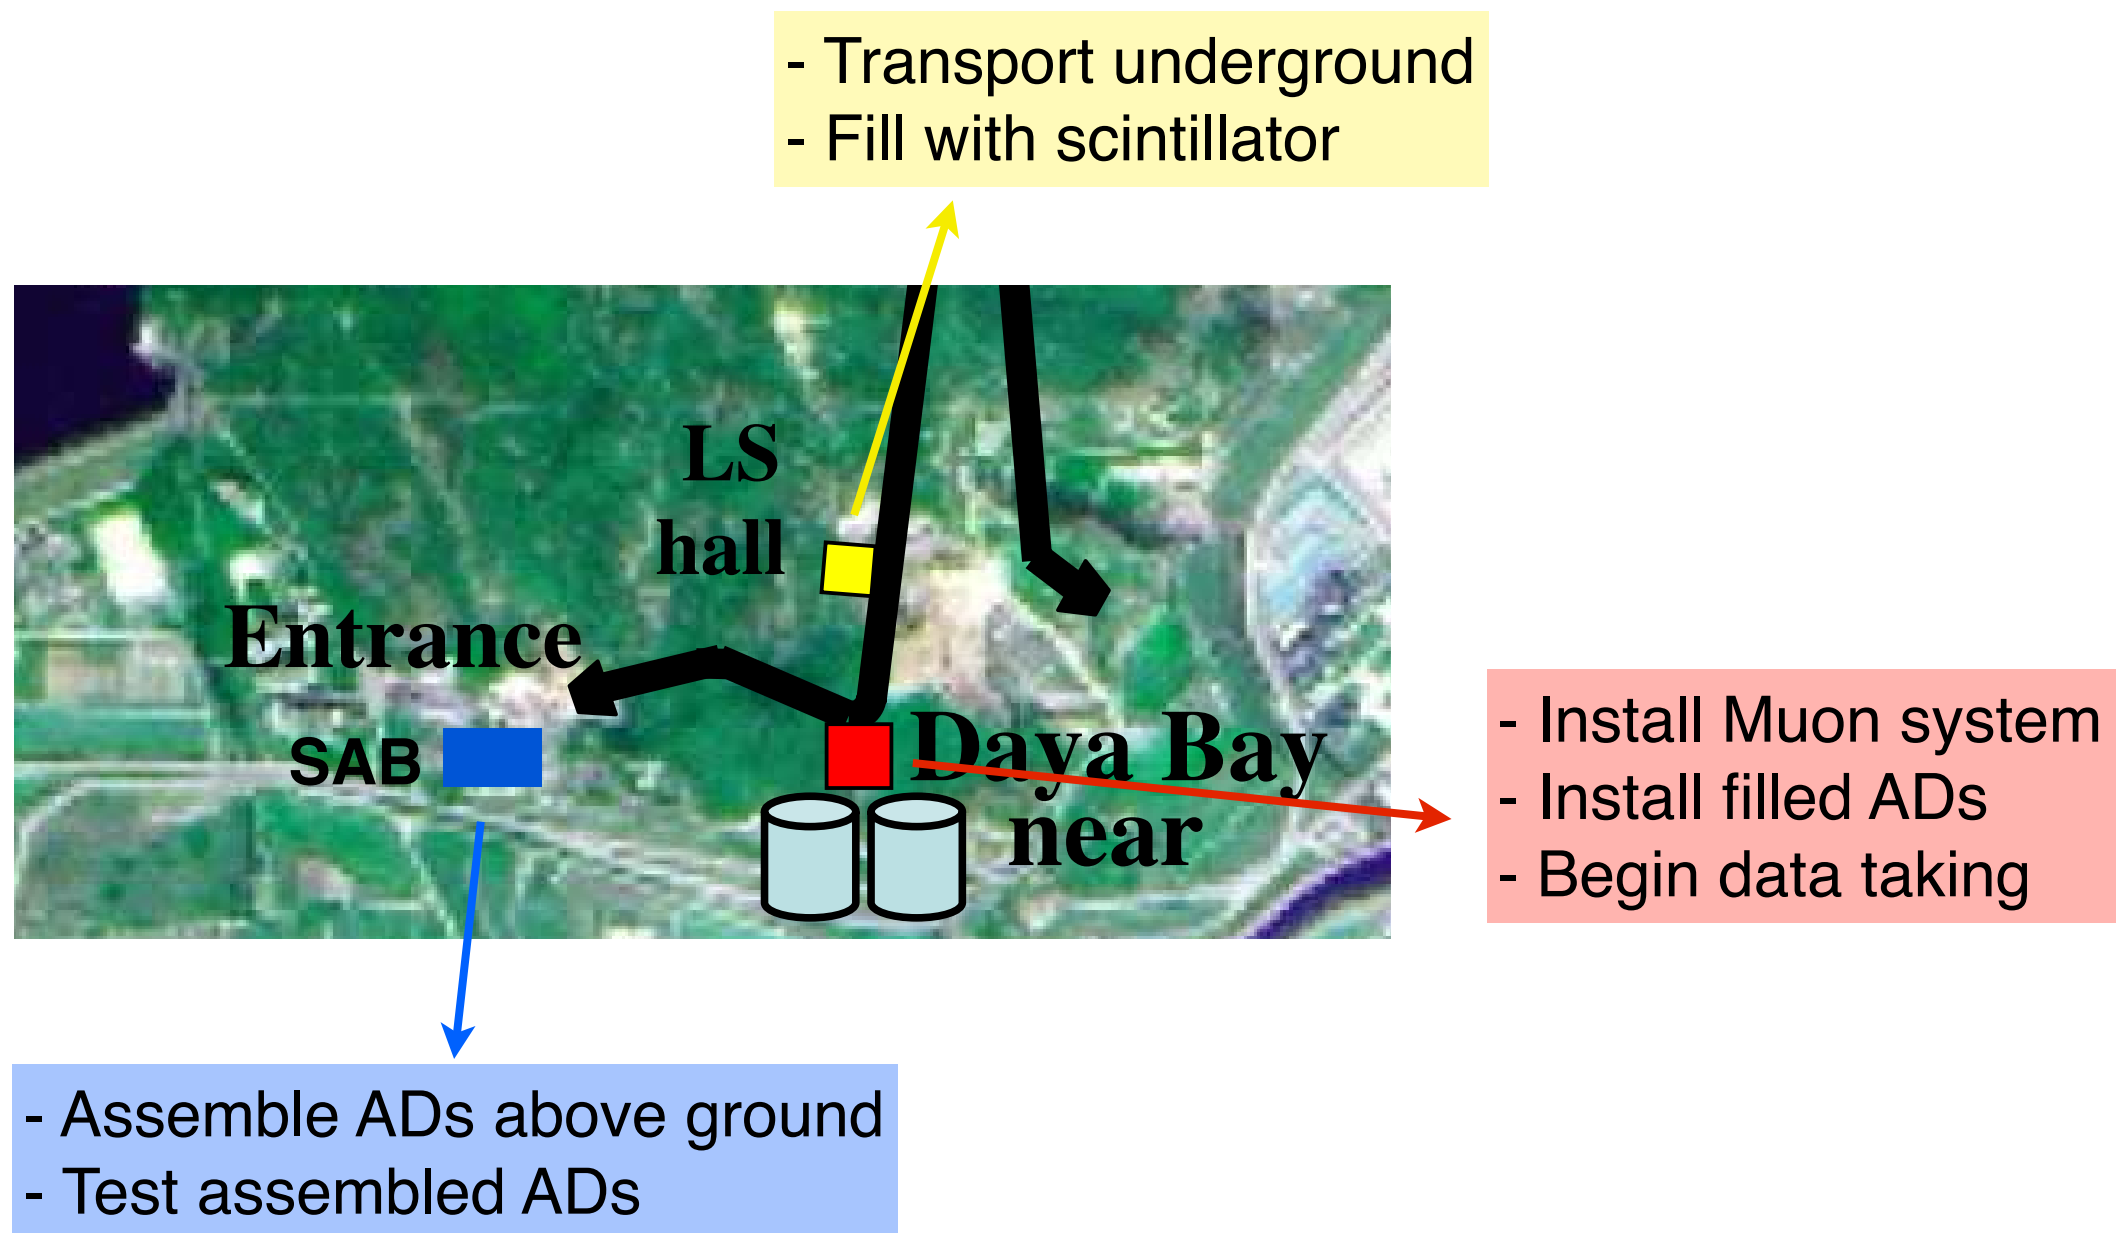 - Transport underground
- Fill with scintillator
LS
hall
Entrance
SAB
Daya Bay
near
- Install Muon system
- Install filled ADs
- Begin data taking
- Assemble ADs above ground
- Test assembled ADs